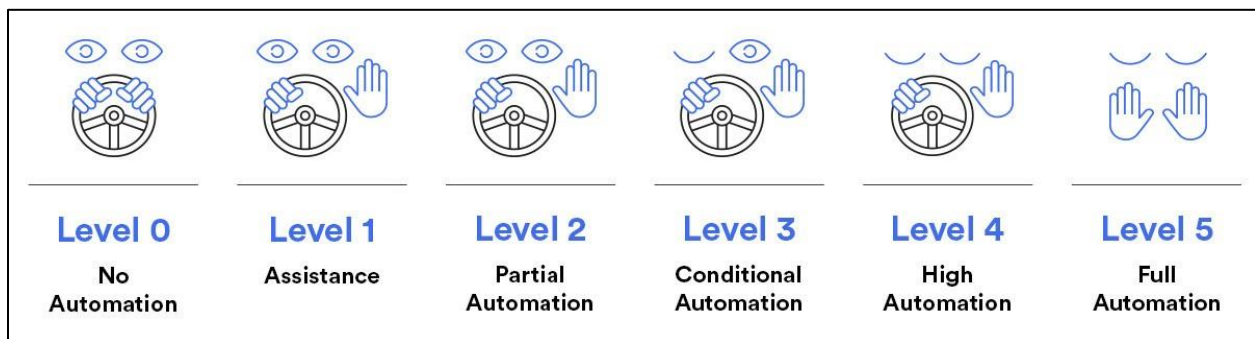 Level 0
No
Automation
Level 1
Assistance
Level 2
Partial
Automation
Level 3
Conditional
Automation
Level 4
High
Automation
Level 5
Full
Automation